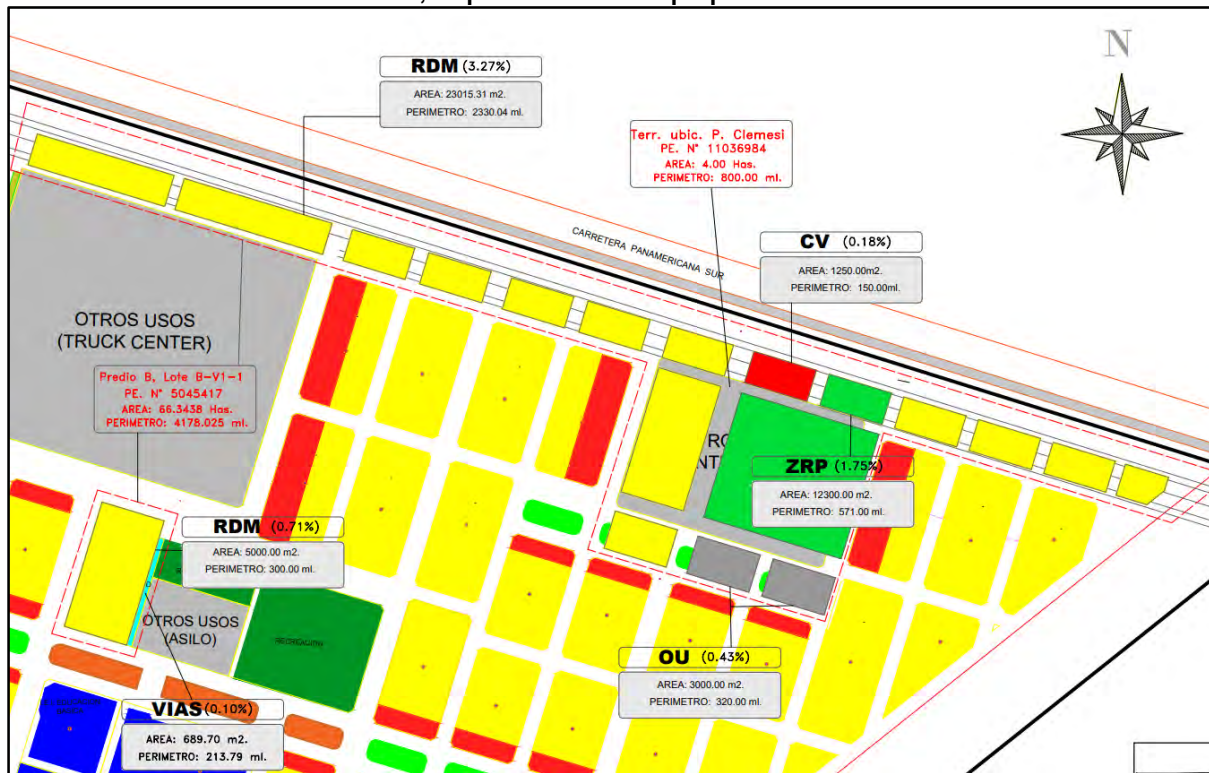 RDM (3.27%)
AREA: 23015.31 m2.
PERIMETRO: 2330.04 ml.
N
Terr. ubic. P. Clemesi
PE. N° 11036984
AREA: 4.00 Has.
PERIMETRO: 800.00 ml.
CARRETERA PANAMERICANA SUR
CV (0.18%)
AREA: 1250.00m2.
PERIMETRO: 150.00ml.
OTROS USOS
(TRUCK CENTER)
Predio B, Lote B-V1-1
PE. N° 5045417
AREA: 66.3438 Has.
PERIMETRO: 4178.025 ml.
ZRP (1.75%)
AREA: 12300.00 m2.
PERIMETRO: 571.00 ml.
RDM (0.71%)
AREA: 5000.00 m2.
PERIMETRO: 300.00 ml.
OTROS USOS
(ASILO)
OU (0.43%)
AREA: 3000.00 m2.
PERIMETRO: 320.00 ml.
VIAS (0.10%)
AREA: 689.70 m2.
PERIMETRO: 213.79 ml.